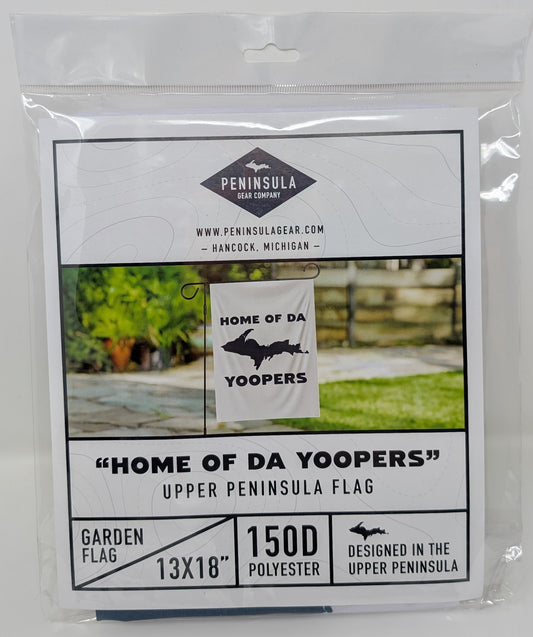 PENINSULA
GEAR COMPANY
WWW.PENINSULAGEAR.COM
– HANCOCK, MICHIGAN –
HOME OF DA
YOOPERS
“HOME OF DA YOOPERS”
UPPER PENINSULA FLAG
GARDEN
FLAG
13X18”
150D
POLYESTER
DESIGNED IN THE
UPPER PENINSULA